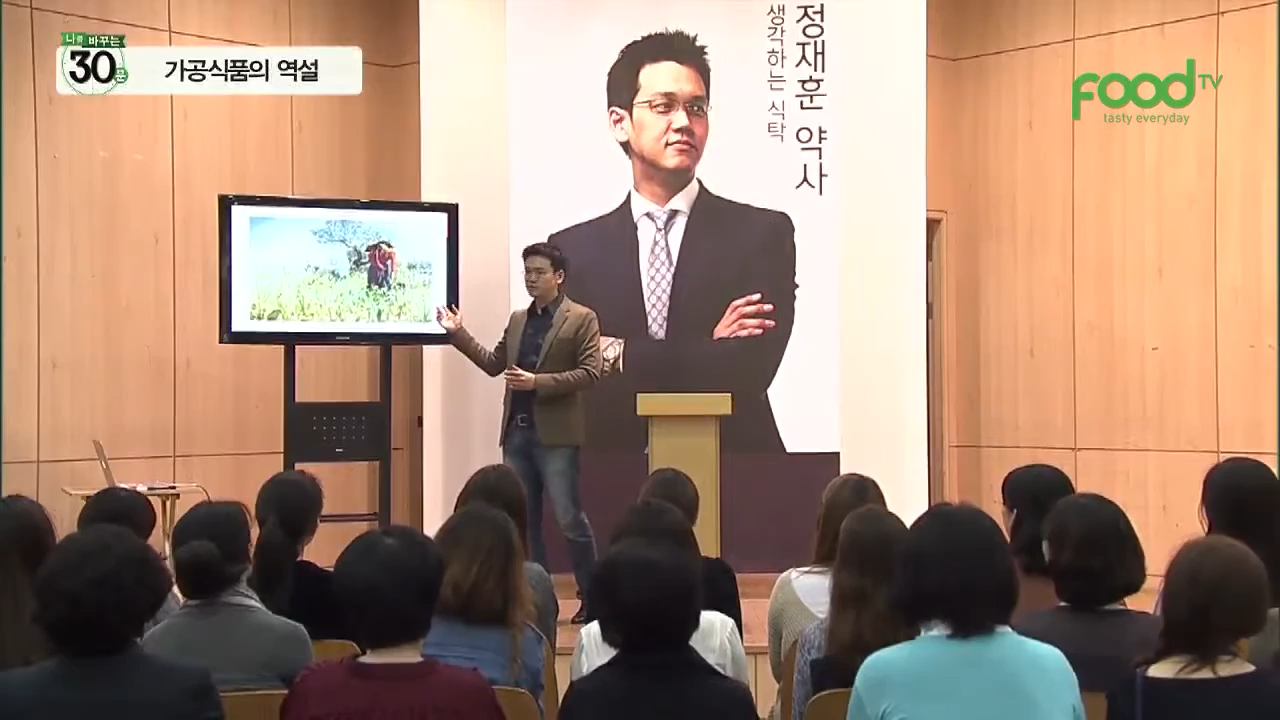 나를 바꾸는
30분
가공식품의 역설
정재훈 약사
생각하는 식탁
food TV
tasty everyday